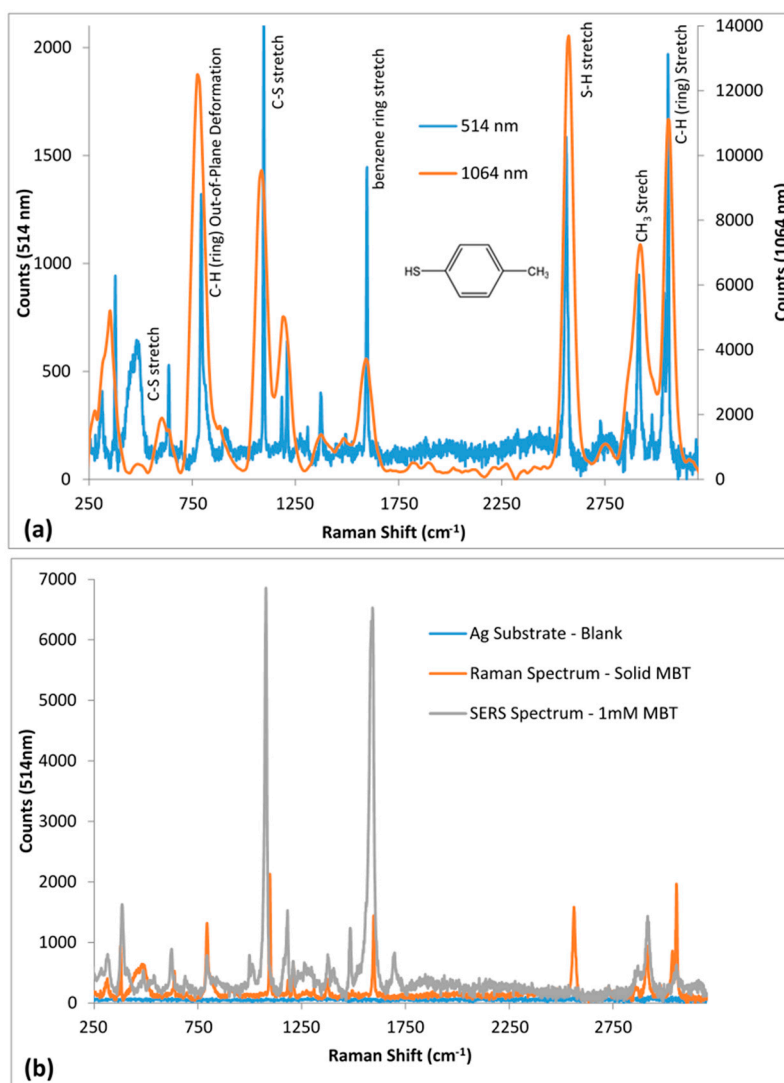 2000
1500
1000
500
0
Counts (514 nm)
14000
12000
10000
8000
6000
4000
2000
0
Counts (1064 nm)
C-S stretch
C-H (ring) Out-of-Plane Deformation
C-S stretch
benzene ring stretch
S-H stretch
CH3 Strech
C-H (ring) Stretch
514 nm
1064 nm
HS
CH3
250 750 1250 1750 2250 2750
Raman Shift (cm-1)
(a)
7000
6000
5000
4000
3000
2000
1000
0
Counts (514nm)
Ag Substrate - Blank
Raman Spectrum - Solid MBT
SERS Spectrum - 1mM MBT
250 750 1250 1750 2250 2750
Raman Shift (cm-1)
(b)